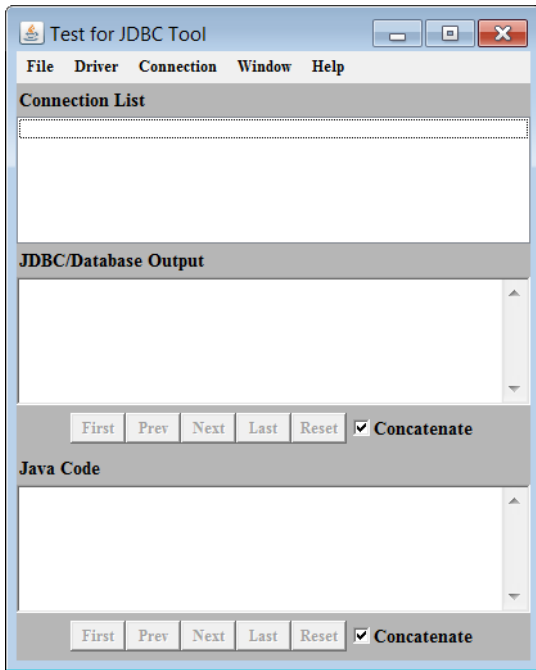 Test for JDBC Tool
File Driver Connection Window Help
Connection List
JDBC/Database Output
First Prev Next Last Reset Concatenate
Java Code
First Prev Next Last Reset Concatenate